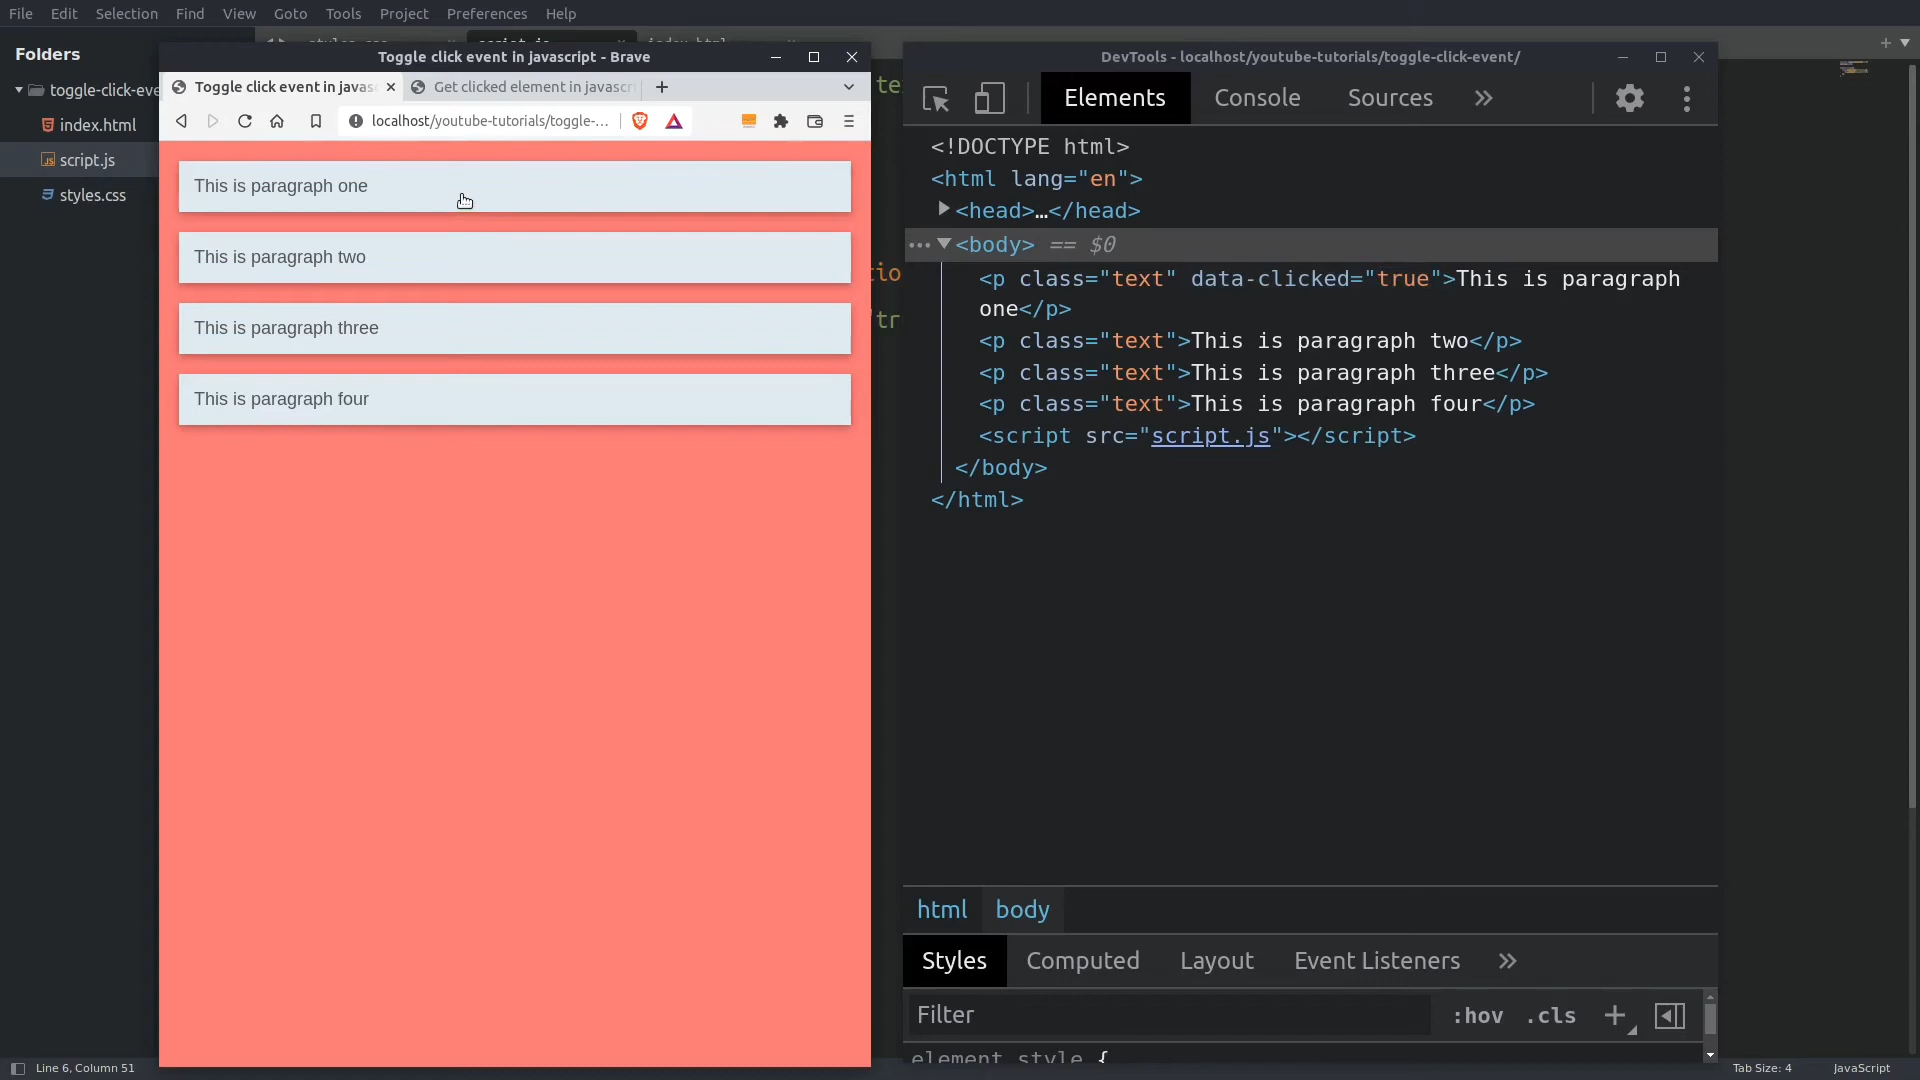 File Edit Selection Find View Goto Tools Project Preferences Help
Folders
toggle-click-eve
index.html
script.js
styles.css
styles.css script.js index.html
Toggle click event in javascript - Brave
Toggle click event in javas
Get clicked element in javascr
localhost/youtube-tutorials/toggle-...
This is paragraph one
This is paragraph two
This is paragraph three
This is paragraph four
DevTools - localhost/youtube-tutorials/toggle-click-event/
Elements Console Sources
<!DOCTYPE html>
<html lang="en">
<head>…</head>
<body> == $0
<p class="text" data-clicked="true">This is paragraph
one</p>
<p class="text">This is paragraph two</p>
<p class="text">This is paragraph three</p>
<p class="text">This is paragraph four</p>
<script src="script.js"></script>
</body>
</html>
html body
Styles Computed Layout Event Listeners
Filter :hov .cls
element.style {
Line 6, Column 51
Tab Size: 4
JavaScript